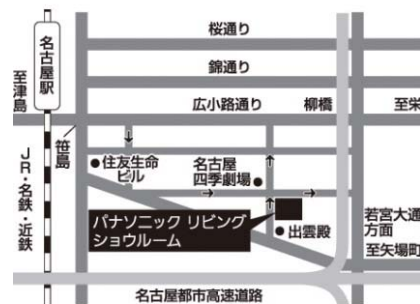 桜通り
錦通り
広小路通り
柳橋
至栄
名古屋駅
至津島
笹島
JR・名鉄・近鉄
住友生命
ビル
名古屋
四季劇場
パナソニック リビング
ショウルーム
出雲殿
若宮大通
方面
至矢場町
名古屋都市高速道路